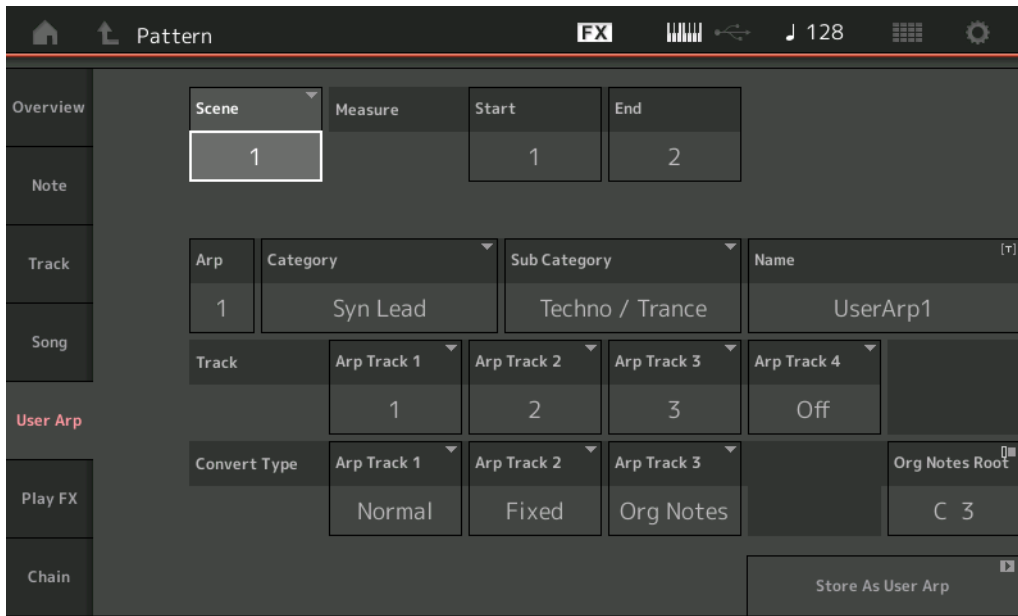 Pattern
FX
♩ 128
Overview
Note
Track
Song
User Arp
Play FX
Chain
Scene
1
Measure
Start
1
End
2
Arp
1
Category
Syn Lead
Sub Category
Techno / Trance
Name
[T]
UserArp1
Track
Arp Track 1
1
Arp Track 2
2
Arp Track 3
3
Arp Track 4
Off
Convert Type
Arp Track 1
Normal
Arp Track 2
Fixed
Arp Track 3
Org Notes
Org Notes Root
C 3
Store As User Arp